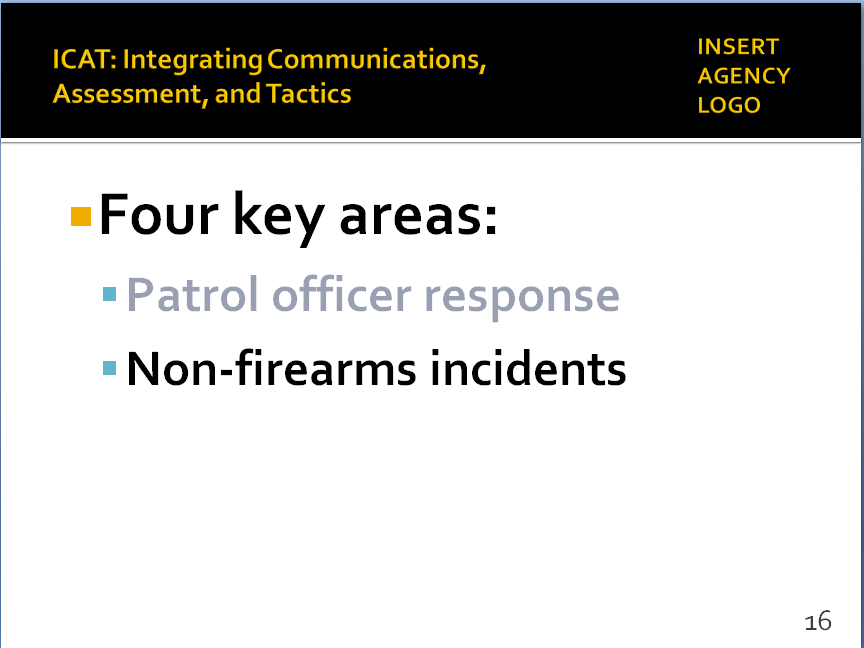 ICAT: Integrating Communications,
Assessment, and Tactics
INSERT
AGENCY
LOGO
Four key areas:
Patrol officer response
Non-firearms incidents
16